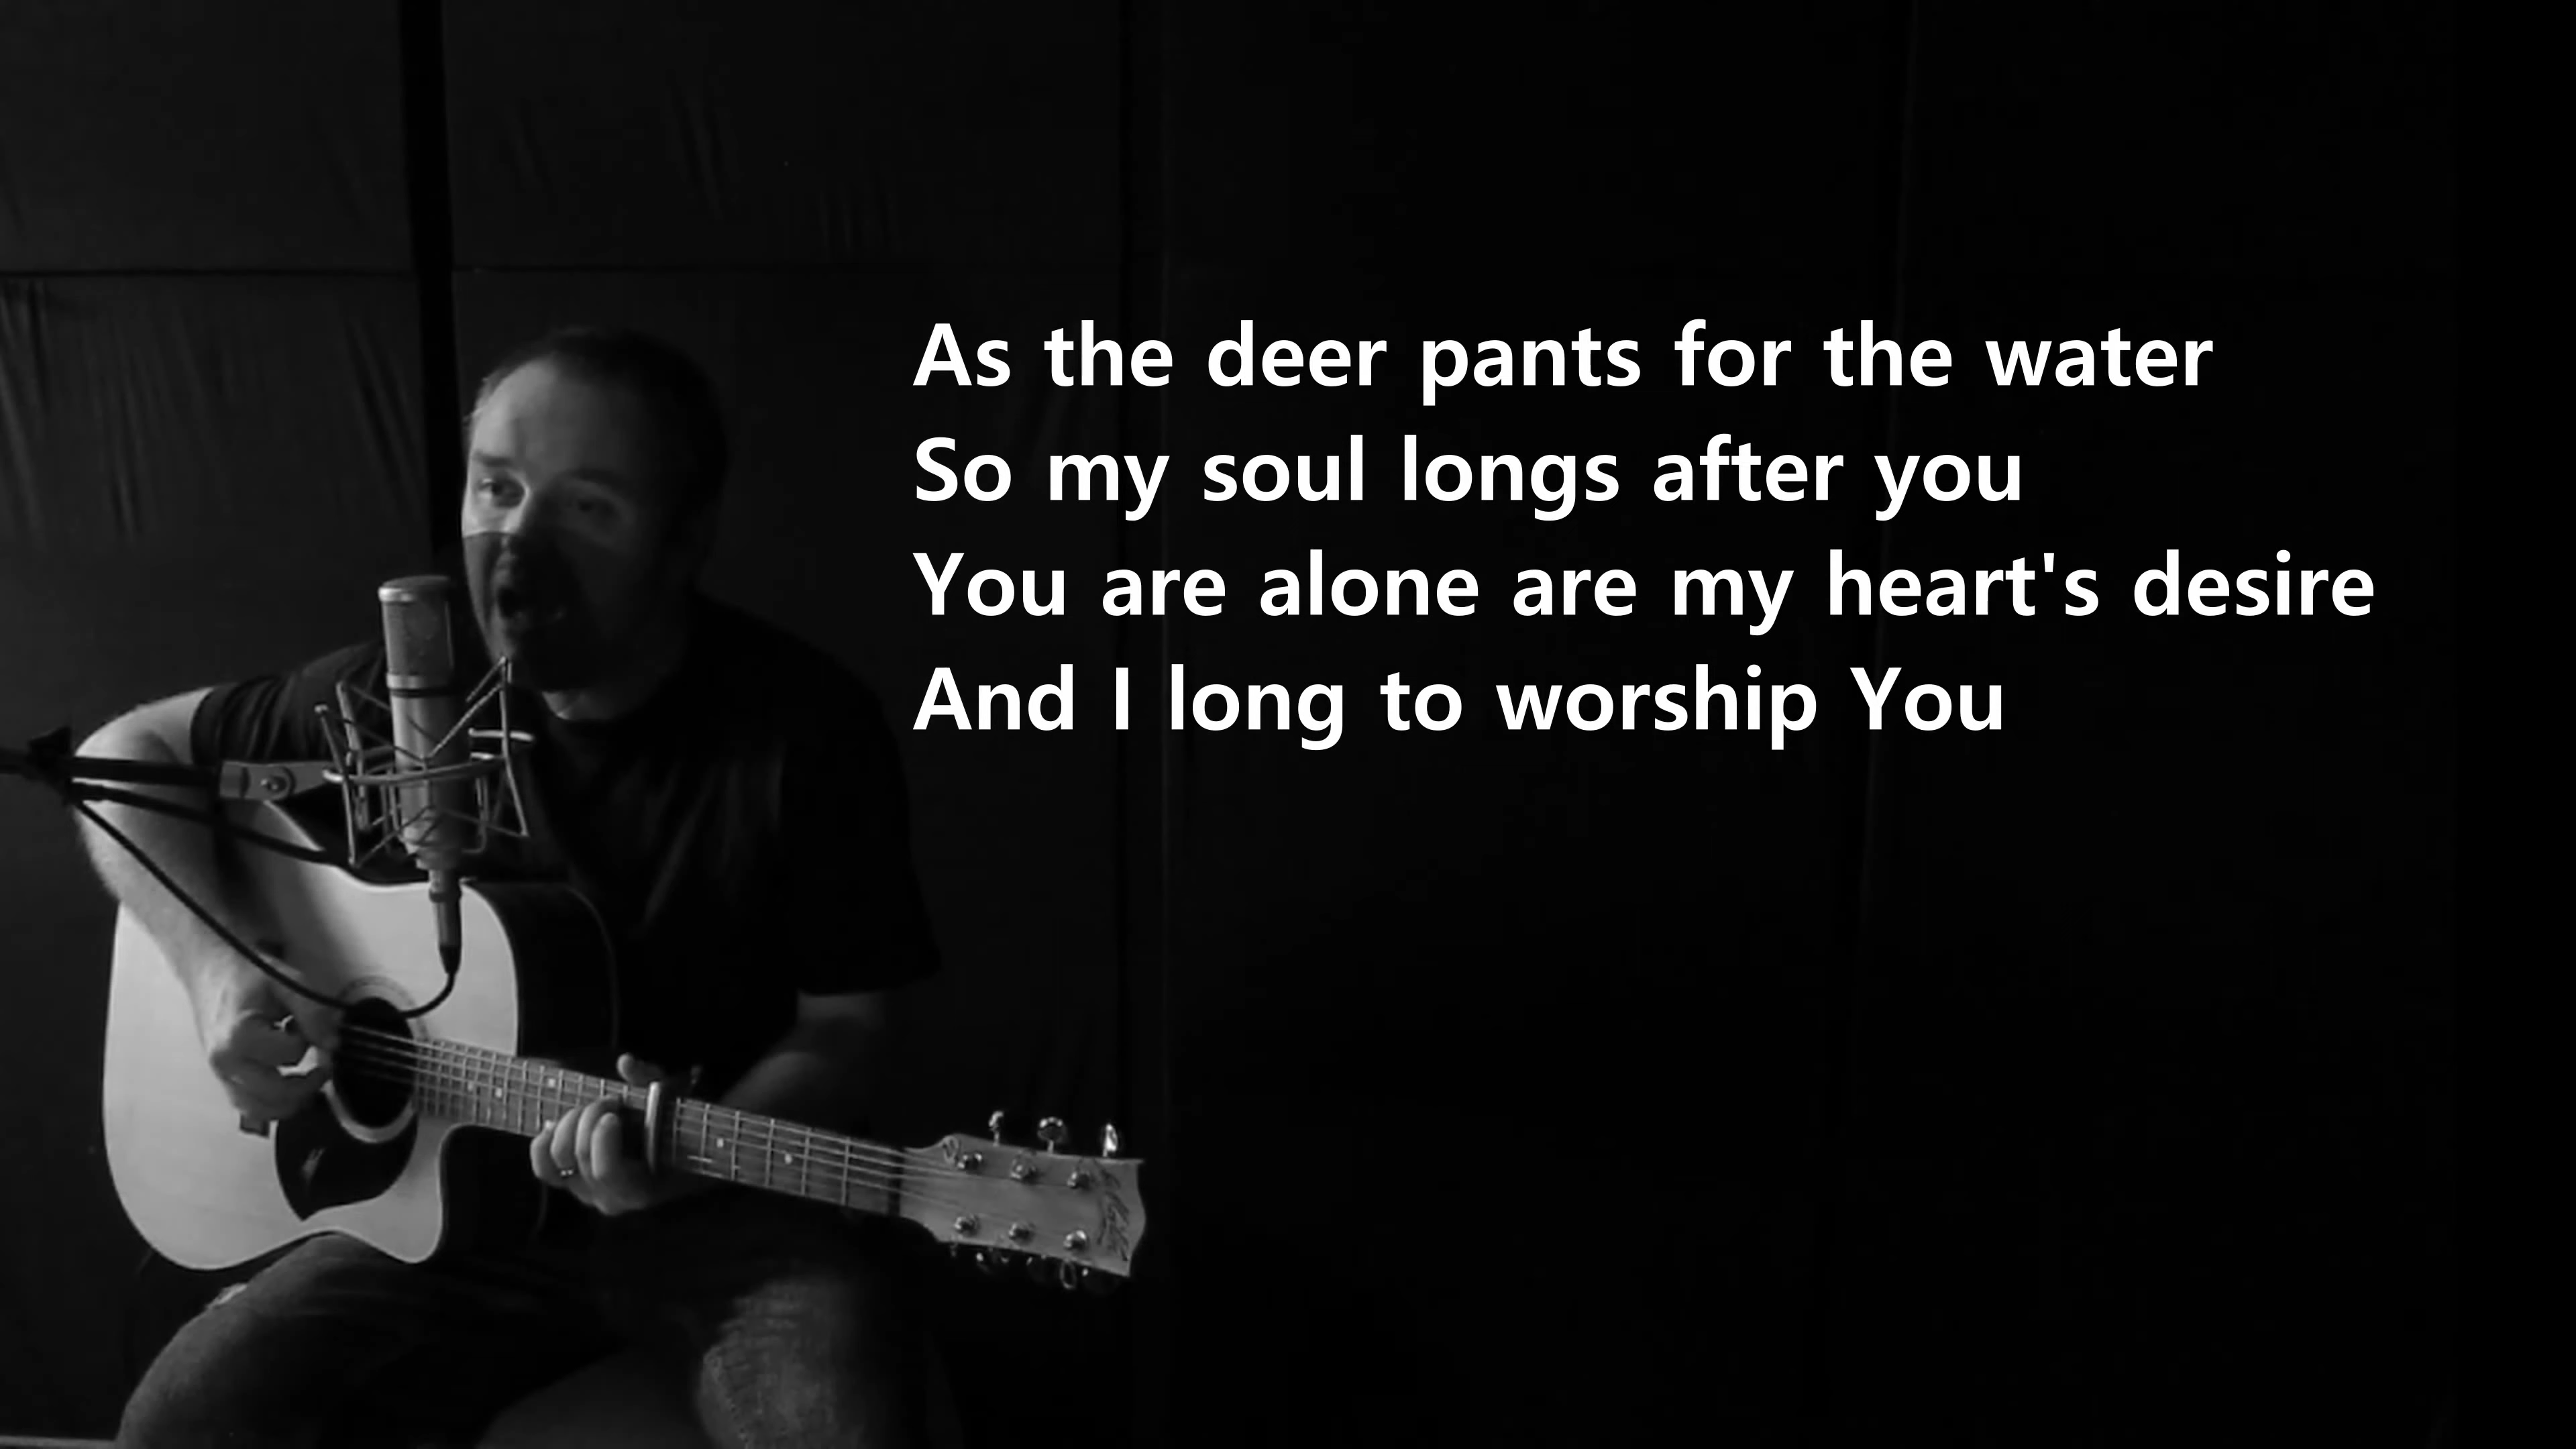 As the deer pants for the water
So my soul longs after you
You are alone are my heart's desire
And I long to worship You